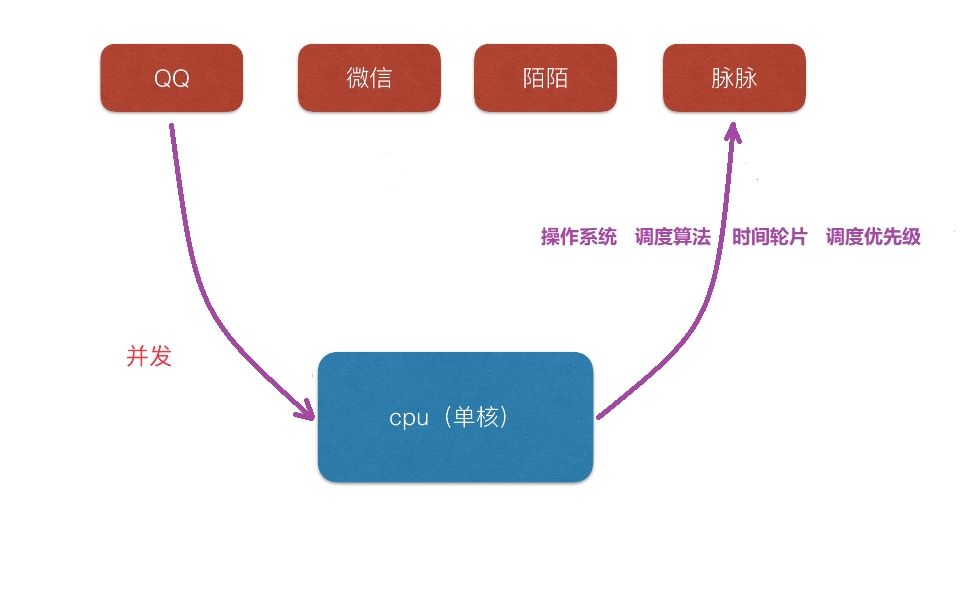 QQ
微信
陌陌
脉脉
操作系统 调度算法 时间轮片 调度优先级
并发
cpu（单核）